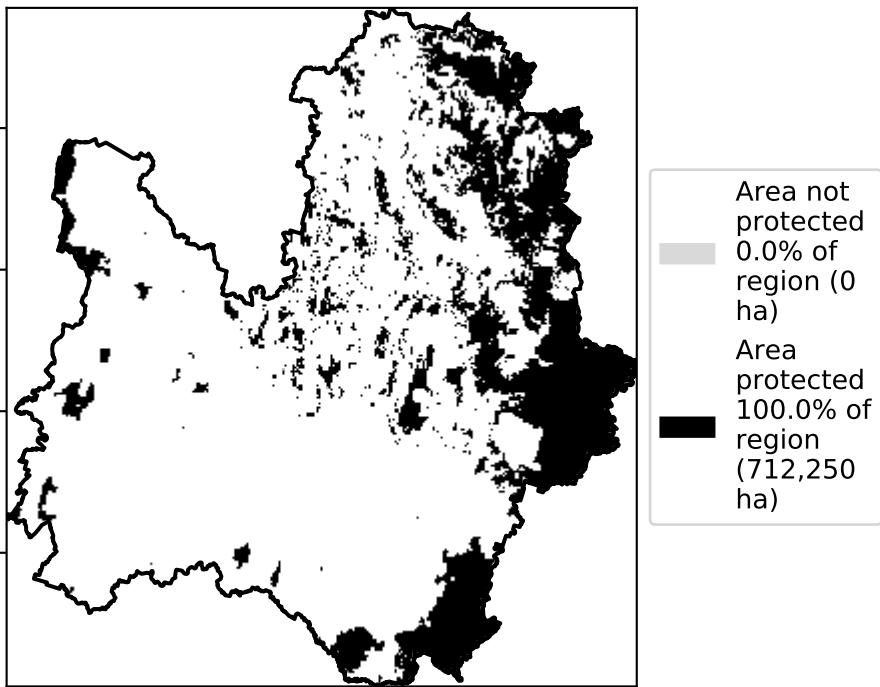 Area not
protected
0.0% of
region (0
ha)
Area
protected
100.0% of
region
(712,250
ha)